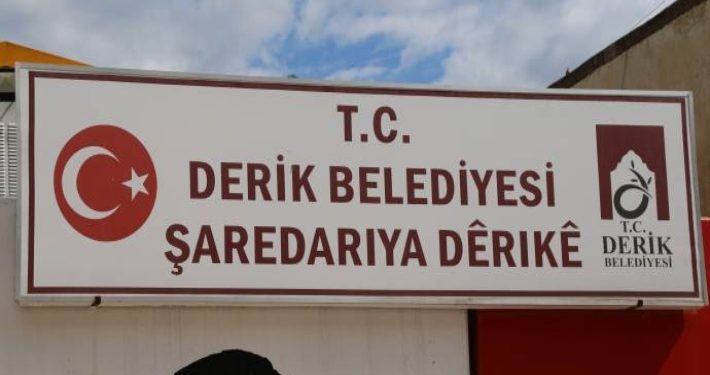 T.C.
DERİK BELEDİYESİ
ŞAREDARIYA DÊRIKÊ
T.C.
DERİK
BELEDİYESİ